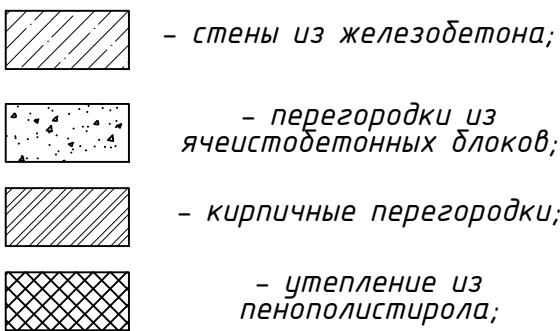 - стены из железобетона;
- перегородки из
ячеистобетонных блоков;
- кирпичные перегородки;
- утепление из
пенополистирола;